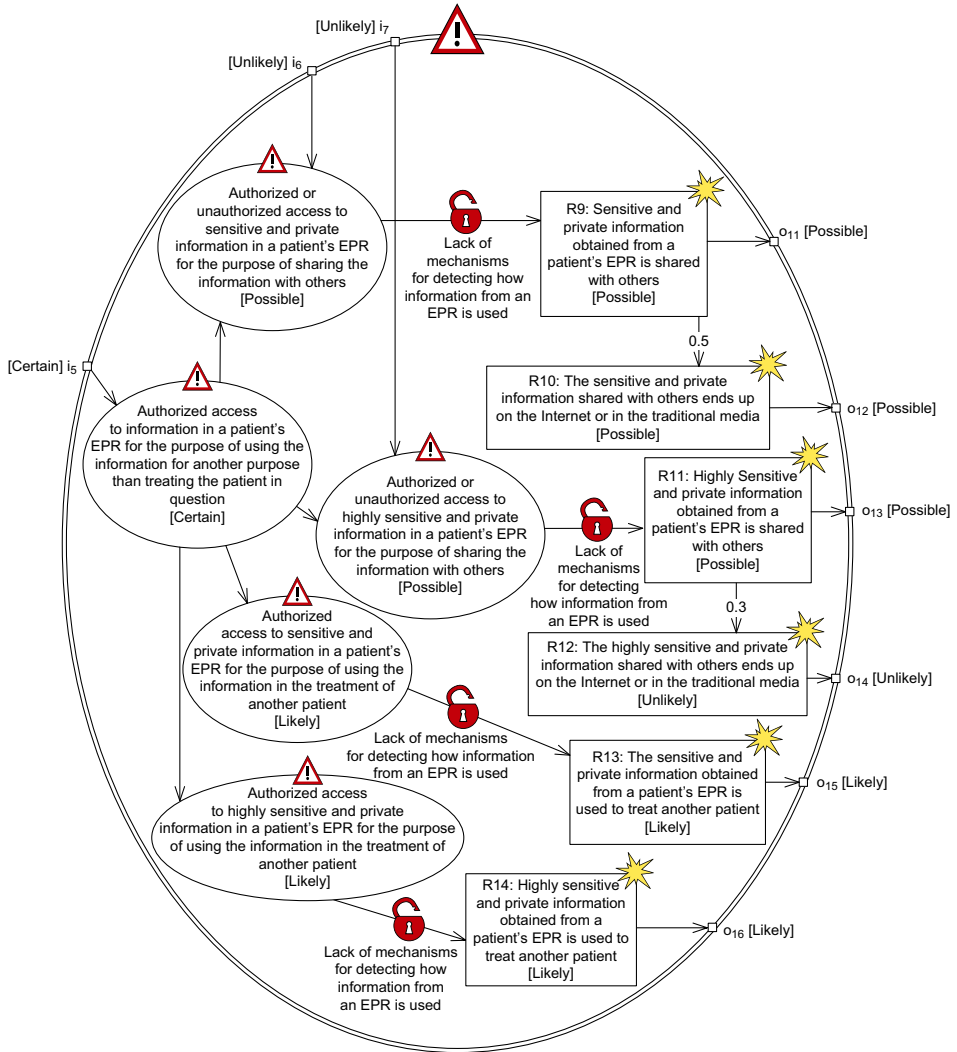 [Unlikely] i7
[Unlikely] i6
Authorized or
unauthorized access to
sensitive and private
information in a patient's EPR
for the purpose of sharing the
information with others
[Possible]
Lack of
mechanisms
for detecting how
information from an
EPR is used
R9: Sensitive and
private information
obtained from a
patient's EPR is shared
with others
[Possible]
o11 [Possible]
0.5
[Certain] i5
R10: The sensitive and private
information shared with others ends up
on the Internet or in the traditional media
[Possible]
o12 [Possible]
Authorized access
to information in a patient's
EPR for the purpose of using the
information for another purpose
than treating the patient in
question
[Certain]
Authorized or
unauthorized access to
highly sensitive and private
information in a patient's EPR
for the purpose of sharing the
information with others
[Possible]
Lack of
mechanisms
for detecting
how information from
an EPR is used
R11: Highly Sensitive
and private information
obtained from a
patient's EPR is shared
with others
[Possible]
o13 [Possible]
0.3
R12: The highly sensitive and private
information shared with others ends up
on the Internet or in the traditional media
[Unlikely]
o14 [Unlikely]
Authorized
access to sensitive and
private information in a patient's
EPR for the purpose of using the
information in the treatment of
another patient
[Likely]
Lack of mechanisms
for detecting how information
from an EPR is used
R13: The sensitive and
private information obtained
from a patient's EPR is
used to treat another patient
[Likely]
o15 [Likely]
Authorized access
to highly sensitive and private
information in a patient's EPR for the purpose
of using the information in the treatment of
another patient
[Likely]
Lack of mechanisms
for detecting how
information from
an EPR is used
R14: Highly sensitive
and private information
obtained from a
patient's EPR is used to
treat another patient
[Likely]
o16 [Likely]